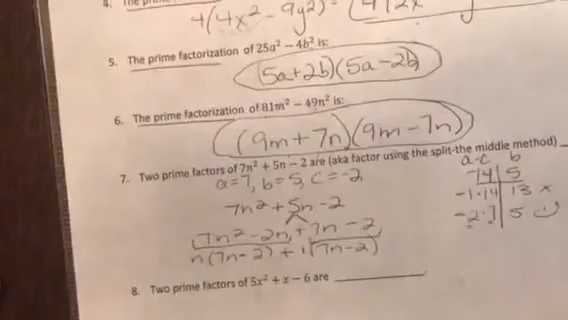 4.
4(4x² - 9y²) =
5. The prime factorization of 25a² – 4b² is:
(5a+2b)(5a-2b)
6. The prime factorization of 81m² – 49n² is:
(9m+7n)(9m-7n)
7. Two prime factors of 7n² + 5n – 2 are (aka factor using the split-the middle method)
a=7, b=5, c=-2
a·c b
-14 5
7n²+5n-2
-1·14 13 x
7n²-2n+7n-2
-2·7 5
n(7n-2)+1(7n-2)
8. Two prime factors of 5x² + x – 6 are